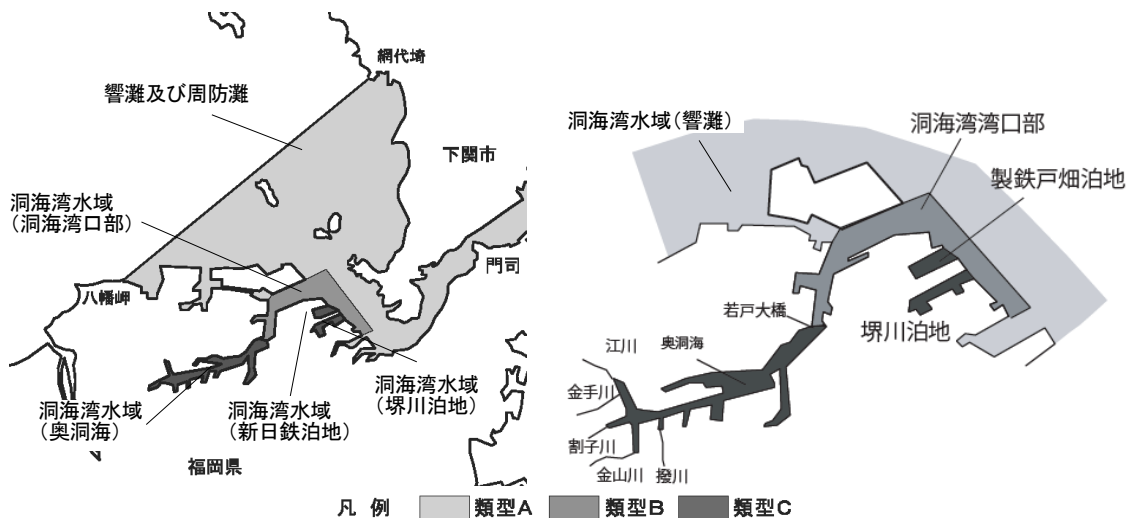 網代埼
響灘及び周防灘
下関市
洞海湾水域
(洞海湾口部)
門司
八幡岬
洞海湾水域
(奥洞海)
洞海湾水域
(新日鉄泊地)
洞海湾水域
(堺川泊地)
福岡県
洞海湾水域(響灘)
洞海湾湾口部
製鉄戸畑泊地
若戸大橋
堺川泊地
江川
奥洞海
金手川
割子川
金山川
撥川
凡 例
類型A
類型B
類型C